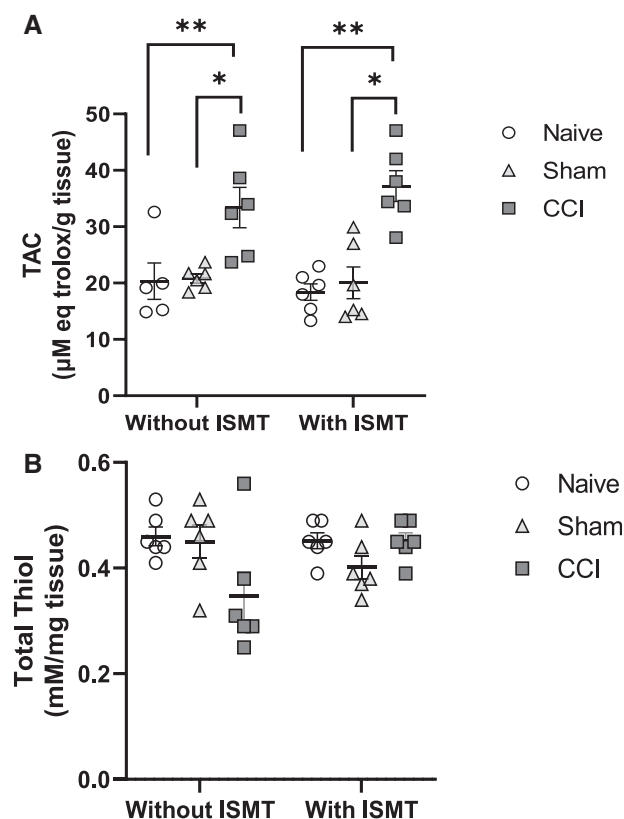 A
** **
* *
50
40
30
20
10
0
TAC
(µM eq trolox/g tissue)
Without ISMT With ISMT
Naive
Sham
CCI
B
0.6
0.4
0.2
0.0
Total Thiol
(mM/mg tissue)
Without ISMT With ISMT
Naive
Sham
CCI